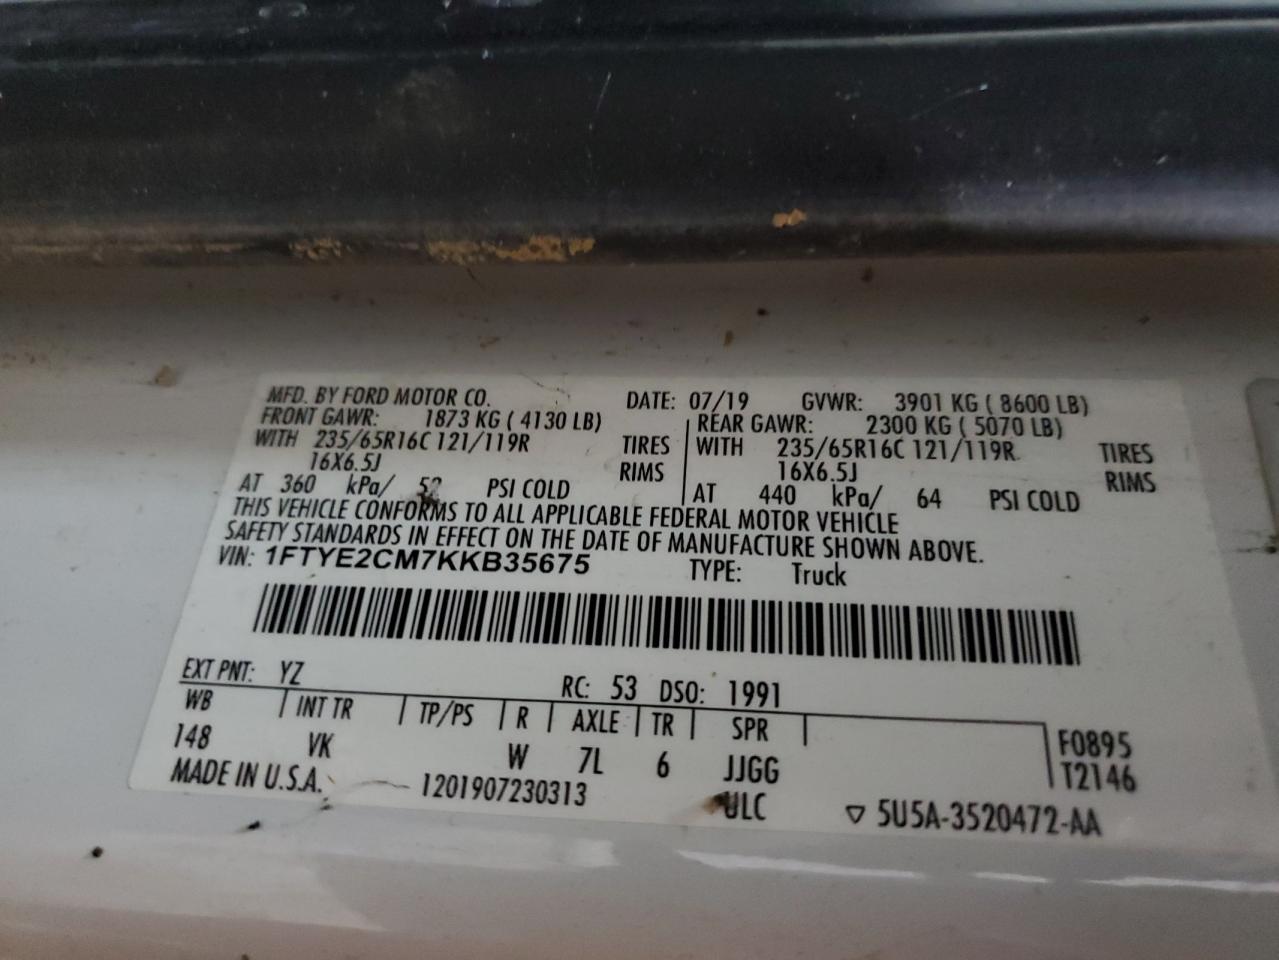 MFD. BY FORD MOTOR CO. DATE: 07/19 GVWR: 3901 KG ( 8600 LB)
FRONT GAWR: 1873 KG ( 4130 LB) REAR GAWR: 2300 KG ( 5070 LB)
WITH 235/65R16C 121/119R TIRES WITH 235/65R16C 121/119R TIRES
16X6.5J RIMS 16X6.5J RIMS
AT 360 kPa/ 52 PSI COLD AT 440 kPa/ 64 PSI COLD
THIS VEHICLE CONFORMS TO ALL APPLICABLE FEDERAL MOTOR VEHICLE
SAFETY STANDARDS IN EFFECT ON THE DATE OF MANUFACTURE SHOWN ABOVE.
VIN: 1FTYE2CM7KKB35675 TYPE: Truck
EXT PNT: YZ RC: 53 DSO: 1991
WB INT TR TP/PS R AXLE TR SPR F0895
148 VK W 7L 6 JJGG T2146
MADE IN U.S.A. 1201907230313 ULC ▽ 5U5A-3520472-AA